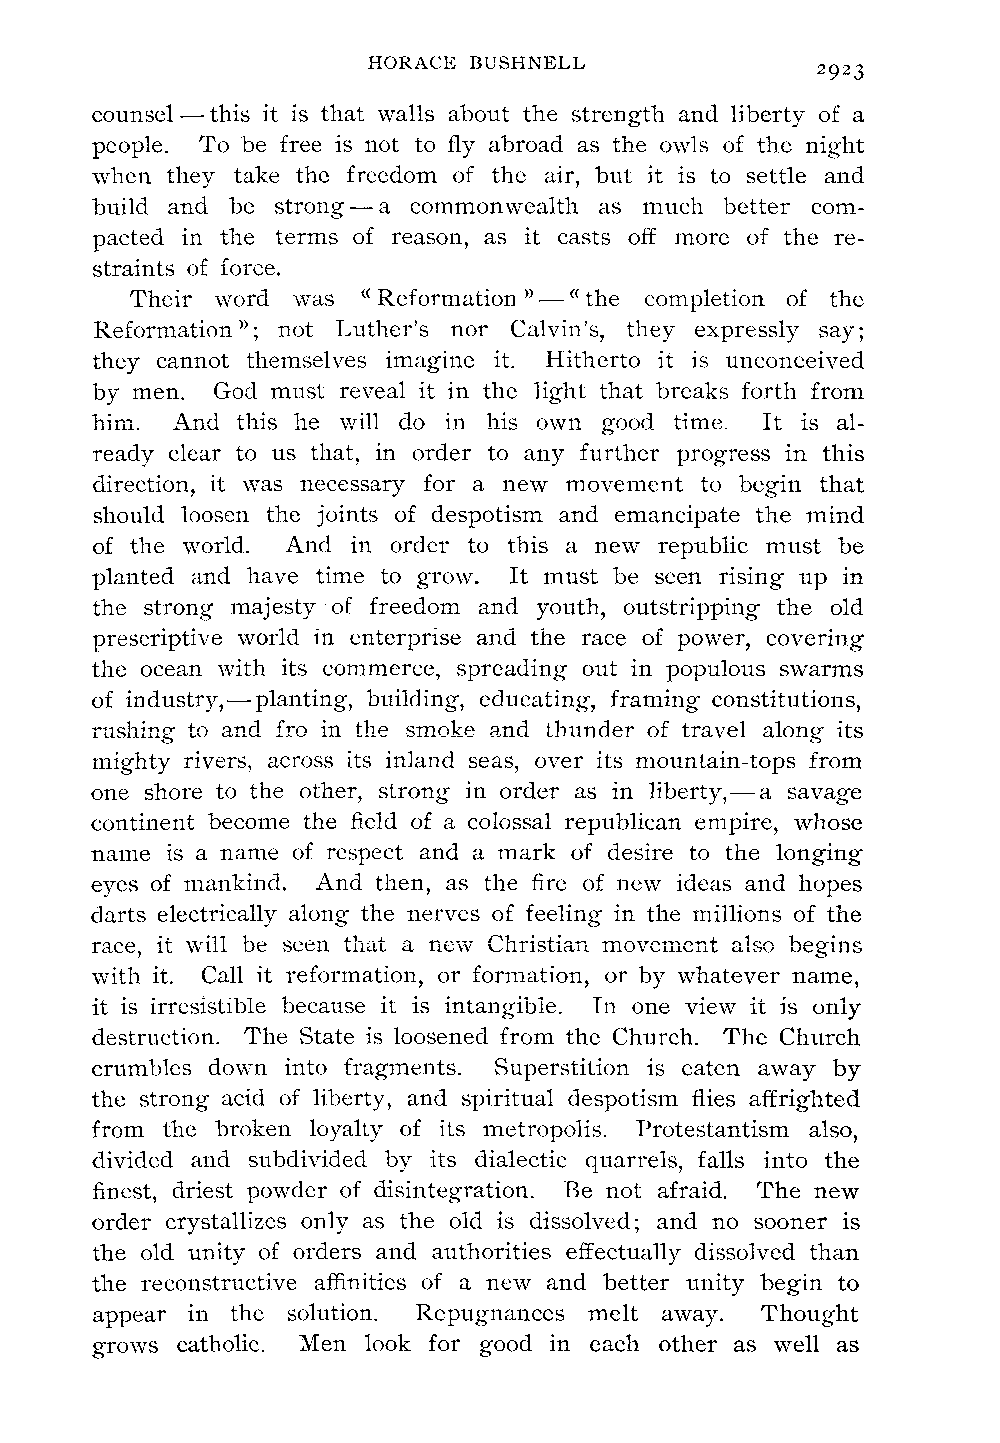 HORACE BUSHNELL
2923
counsel — this it is that walls about the strength and liberty of a
people. To be free is not to fly abroad as the owls of the night
when they take the freedom of the air, but it is to settle and
build and be strong — a commonwealth as much better com-
pacted in the terms of reason, as it casts off more of the re-
straints of force.
Their word was « Reformation » — « the completion of the
Reformation »; not Luther's nor Calvin's, they expressly say;
they cannot themselves imagine it. Hitherto it is unconceived
by men. God must reveal it in the light that breaks forth from
him. And this he will do in his own good time. It is al-
ready clear to us that, in order to any further progress in this
direction, it was necessary for a new movement to begin that
should loosen the joints of despotism and emancipate the mind
of the world. And in order to this a new republic must be
planted and have time to grow. It must be seen rising up in
the strong majesty of freedom and youth, outstripping the old
prescriptive world in enterprise and the race of power, covering
the ocean with its commerce, spreading out in populous swarms
of industry,— planting, building, educating, framing constitutions,
rushing to and fro in the smoke and thunder of travel along its
mighty rivers, across its inland seas, over its mountain-tops from
one shore to the other, strong in order as in liberty,— a savage
continent become the field of a colossal republican empire, whose
name is a name of respect and a mark of desire to the longing
eyes of mankind. And then, as the fire of new ideas and hopes
darts electrically along the nerves of feeling in the millions of the
race, it will be seen that a new Christian movement also begins
with it. Call it reformation, or formation, or by whatever name,
it is irresistible because it is intangible. In one view it is only
destruction. The State is loosened from the Church. The Church
crumbles down into fragments. Superstition is eaten away by
the strong acid of liberty, and spiritual despotism flies affrighted
from the broken loyalty of its metropolis. Protestantism also,
divided and subdivided by its dialectic quarrels, falls into the
finest, driest powder of disintegration. Be not afraid. The new
order crystallizes only as the old is dissolved; and no sooner is
the old unity of orders and authorities effectually dissolved than
the reconstructive affinities of a new and better unity begin to
appear in the solution. Repugnances melt away. Thought
grows catholic. Men look for good in each other as well as